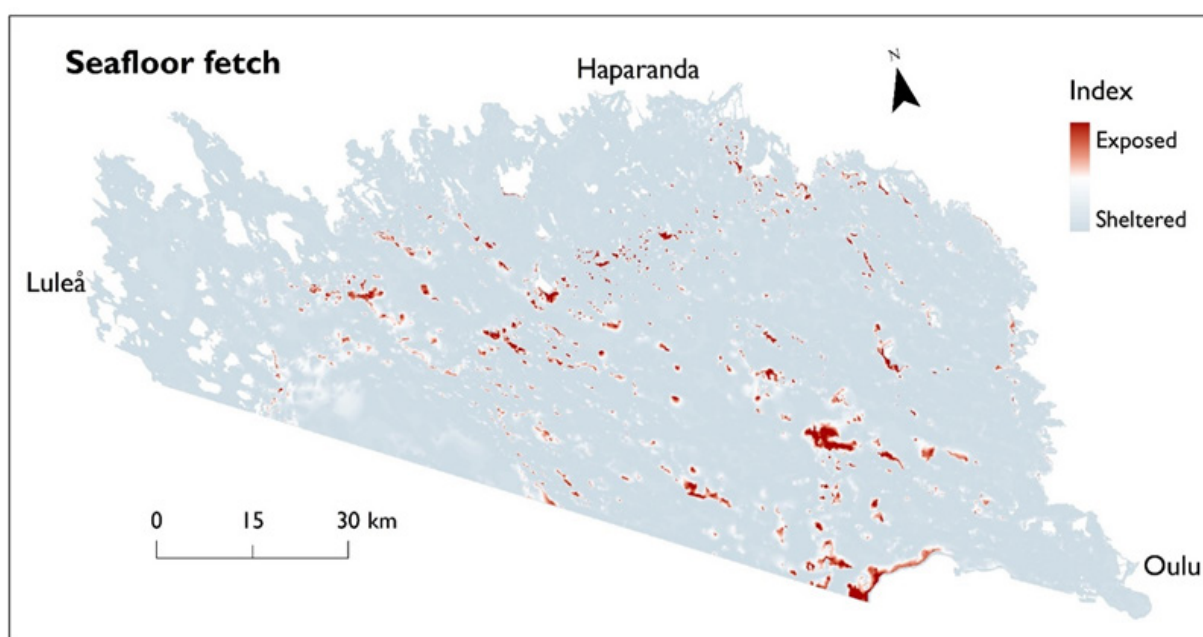 Seafloor fetch
Haparanda
N
Index
Exposed
Sheltered
Luleå
0 15 30 km
Oulu